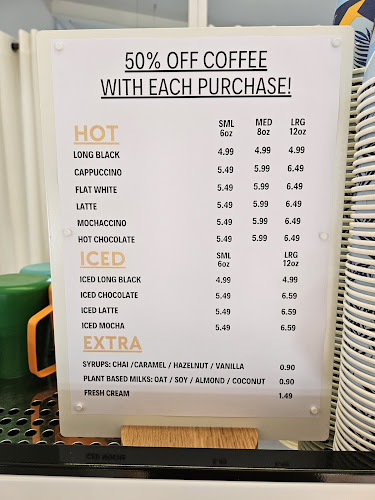 50% OFF COFFEE
WITH EACH PURCHASE!
HOT SML MED LRG
6oz 8oz 12oz
LONG BLACK 4.99 4.99 4.99
CAPPUCCINO 5.49 5.99 6.49
FLAT WHITE 5.49 5.99 6.49
LATTE 5.49 5.99 6.49
MOCHACCINO 5.49 5.99 6.49
HOT CHOCOLATE 5.49 5.99 6.49
ICED SML LRG
6oz 12oz
ICED LONG BLACK 4.99 4.99
ICED CHOCOLATE 5.49 6.59
ICED LATTE 5.49 6.59
ICED MOCHA 5.49 6.59
EXTRA
SYRUPS: CHAI /CARAMEL / HAZELNUT / VANILLA 0.90
PLANT BASED MILKS: OAT / SOY / ALMOND / COCONUT 0.90
FRESH CREAM 1.49